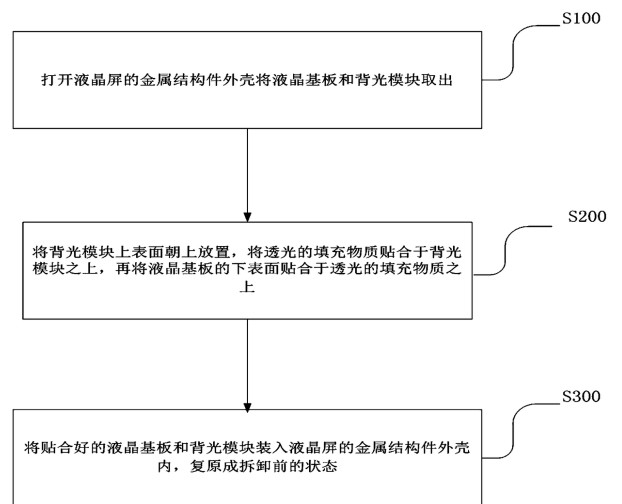 S100
打开液晶屏的金属结构件外壳将液晶基板和背光模块取出
S200
将背光模块上表面朝上放置，将透光的填充物质贴合于背光
模块之上，再将液晶基板的下表面贴合于透光的填充物质之
上
S300
将贴合好的液晶基板和背光模块装入液晶屏的金属结构件外壳
内，复原成拆卸前的状态